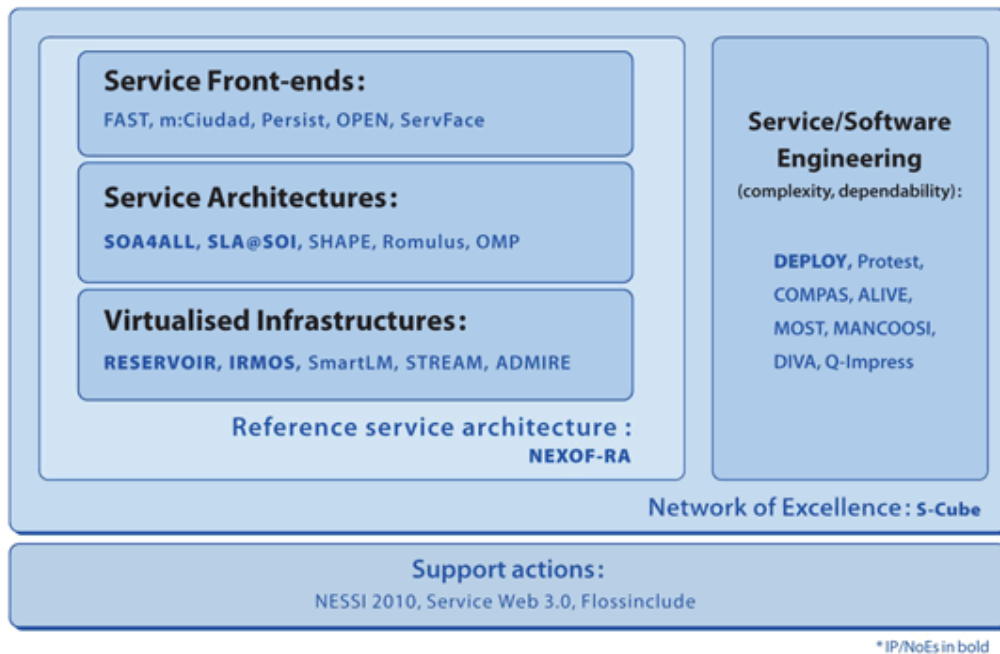 Service Front-ends:
FAST, m:Ciudad, Persist, OPEN, ServFace
Service Architectures:
SOA4ALL, SLA@SOI, SHAPE, Romulus, OMP
Virtualised Infrastructures:
RESERVOIR, IRMOS, SmartLM, STREAM, ADMIRE
Reference service architecture :
NEXOF-RA
Service/Software
Engineering
(complexity, dependability):
DEPLOY, Protest,
COMPAS, ALIVE,
MOST, MANCOOSI,
DIVA, Q-Impress
Network of Excellence: S-Cube
Support actions:
NESSI 2010, Service Web 3.0, Flossinclude
*IP/NoEs in bold